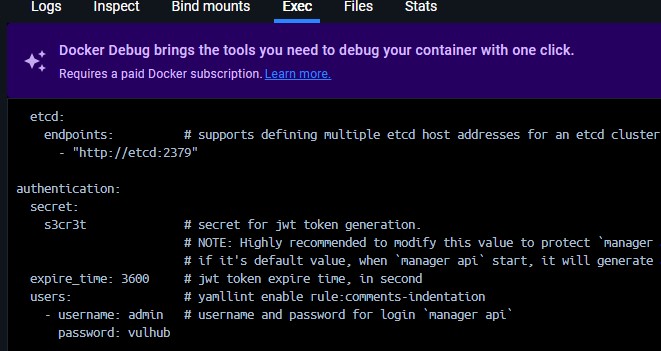 Logs Inspect Bind mounts Exec Files Stats
Docker Debug brings the tools you need to debug your container with one click.
Requires a paid Docker subscription. Learn more.
etcd:
endpoints: # supports defining multiple etcd host addresses for an etcd cluster
- "http://etcd:2379"
authentication:
secret:
s3cr3t # secret for jwt token generation.
# NOTE: Highly recommended to modify this value to protect `manager
# if it's default value, when `manager api` start, it will generate
expire_time: 3600 # jwt token expire time, in second
users: # yamllint enable rule:comments-indentation
- username: admin # username and password for login `manager api`
password: vulhub